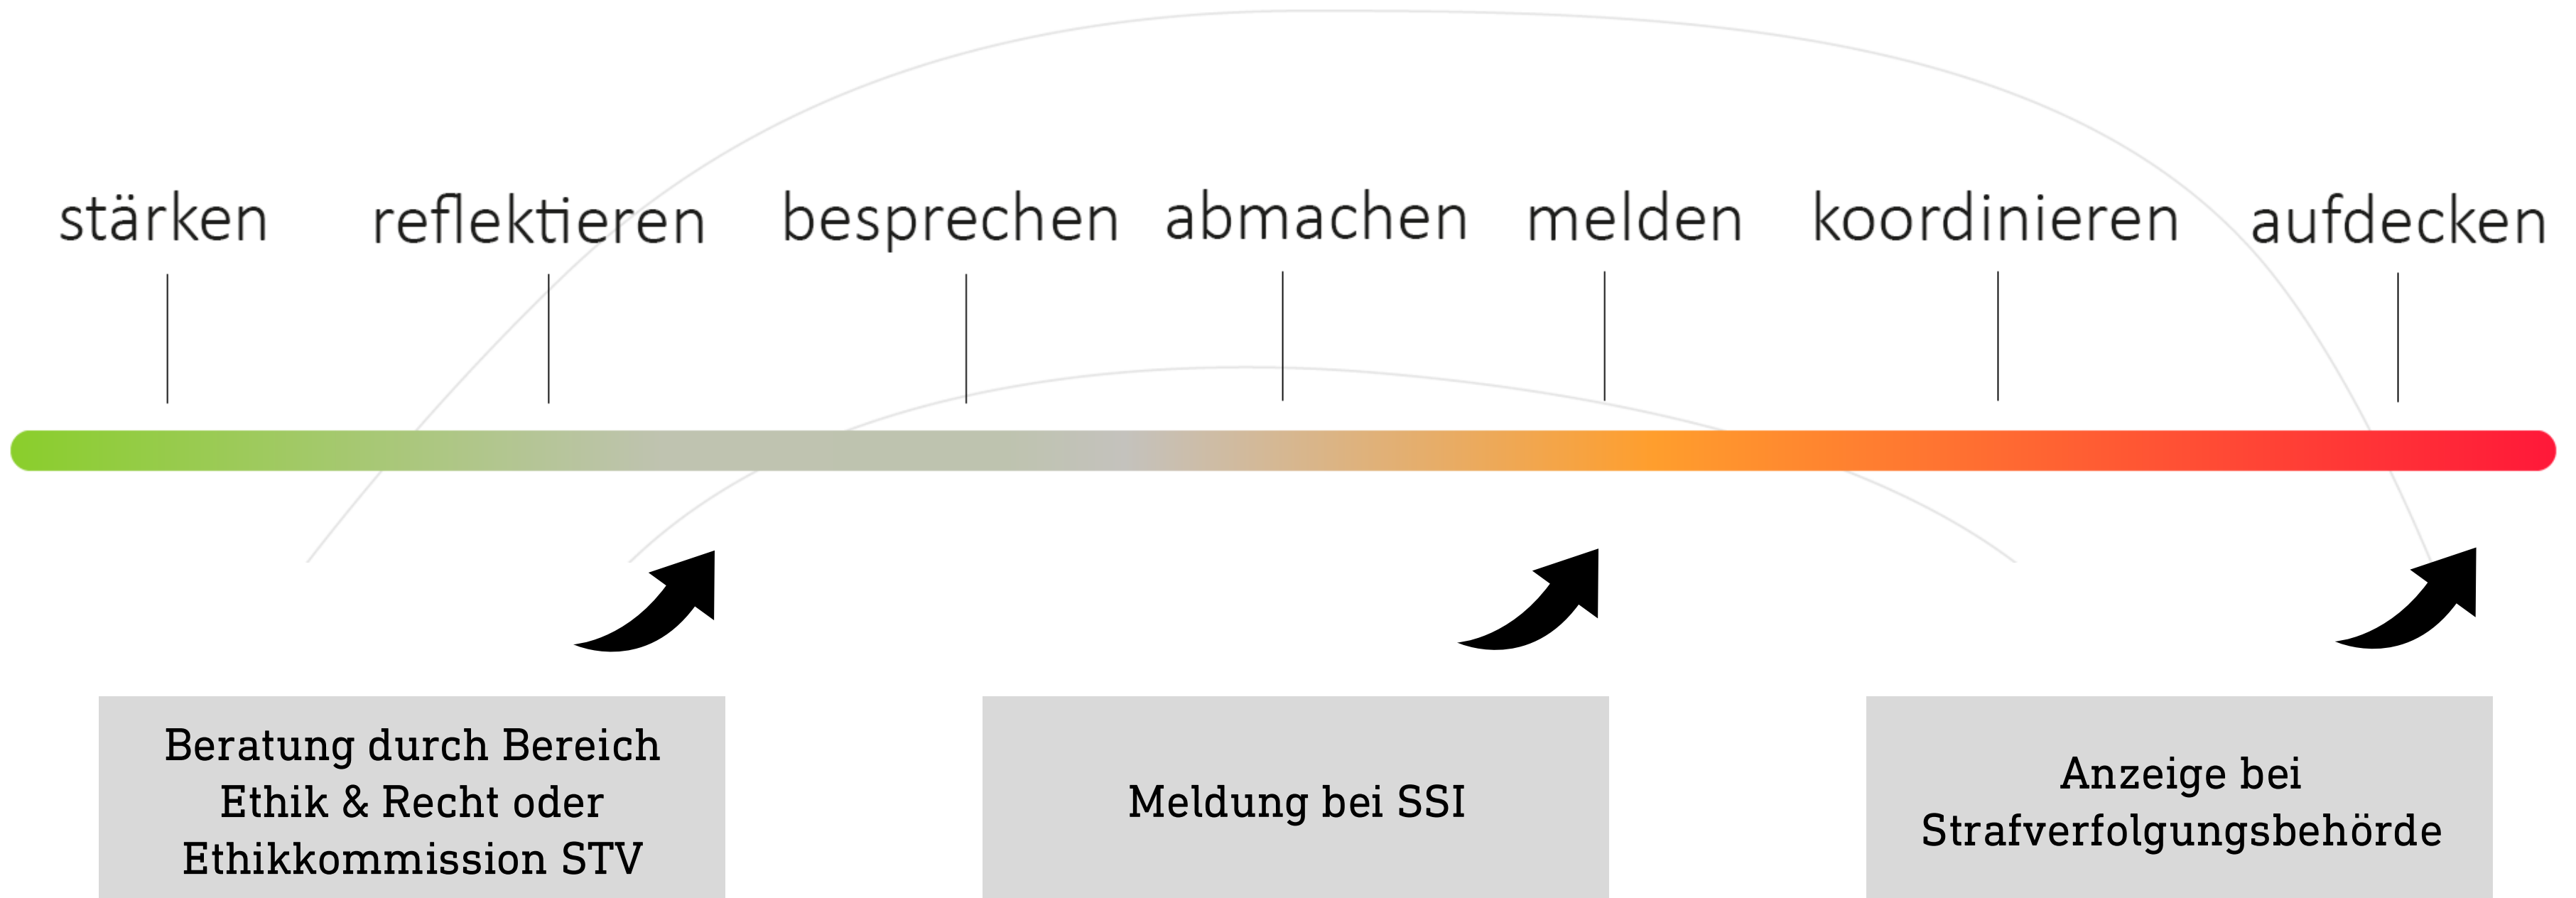 stärken reflektieren besprechen abmachen melden koordinieren aufdecken
Beratung durch Bereich
Ethik & Recht oder
Ethikkommission STV
Meldung bei SSI
Anzeige bei
Strafverfolgungsbehörde